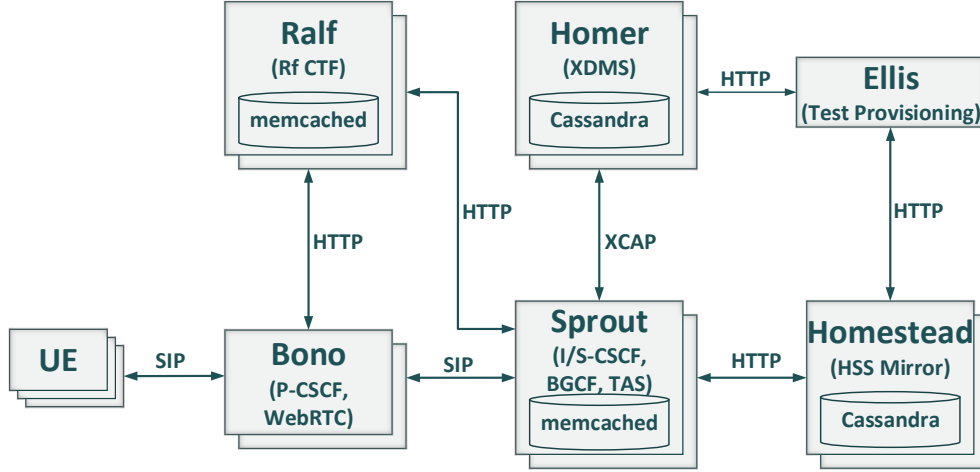 Ralf
(Rf CTF)
memcached
Homer
(XDMS)
Cassandra
HTTP
Ellis
(Test Provisioning)
HTTP
HTTP
XCAP
HTTP
UE
SIP
Bono
(P-CSCF,
WebRTC)
SIP
Sprout
(I/S-CSCF,
BGCF, TAS)
memcached
HTTP
Homestead
(HSS Mirror)
Cassandra